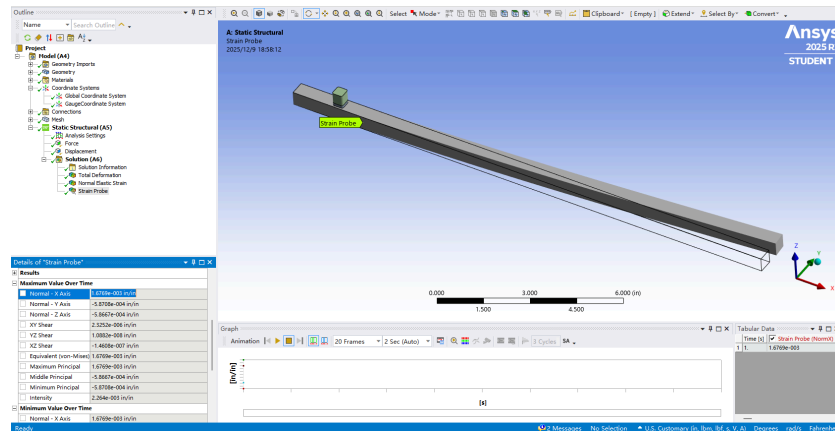 Outline
Name
Search Outline
Project
Model (A4)
Geometry Imports
Geometry
Materials
Coordinate Systems
Global Coordinate System
GaugeCoordinate System
Connections
Mesh
Static Structural (A5)
Analysis Settings
Force
Displacement
Solution (A6)
Solution Information
Total Deformation
Normal Elastic Strain
Strain Probe
Select Mode Clipboard [ Empty ] Extend Select By Convert
A: Static Structural
Strain Probe
2025/12/9 18:58:12
Ansys
2025 R
STUDENT
Strain Probe
Z
Y
X
0.000 3.000 6.000 (in)
1.500 4.500
Details of "Strain Probe"
Results
Maximum Value Over Time
Normal - X Axis 1.6769e-003 in/in
Normal - Y Axis -5.8708e-004 in/in
Normal - Z Axis -5.8667e-004 in/in
XY Shear 2.5252e-006 in/in
YZ Shear 1.0882e-008 in/in
XZ Shear -1.4608e-007 in/in
Equivalent (von-Mises) 1.6769e-003 in/in
Maximum Principal 1.6769e-003 in/in
Middle Principal -5.8667e-004 in/in
Minimum Principal -5.8708e-004 in/in
Intensity 2.264e-003 in/in
Minimum Value Over Time
Normal - X Axis 1.6769e-003 in/in
Graph
Animation 20 Frames 2 Sec (Auto) 3 Cycles SA
[in/in]
[s]
Tabular Data
Time [s] Strain Probe (NormX)
1 1. 1.6769e-003
Ready
2 Messages No Selection U.S. Customary (in, lbm, lbf, s, V, A) Degrees rad/s Fahrenhe